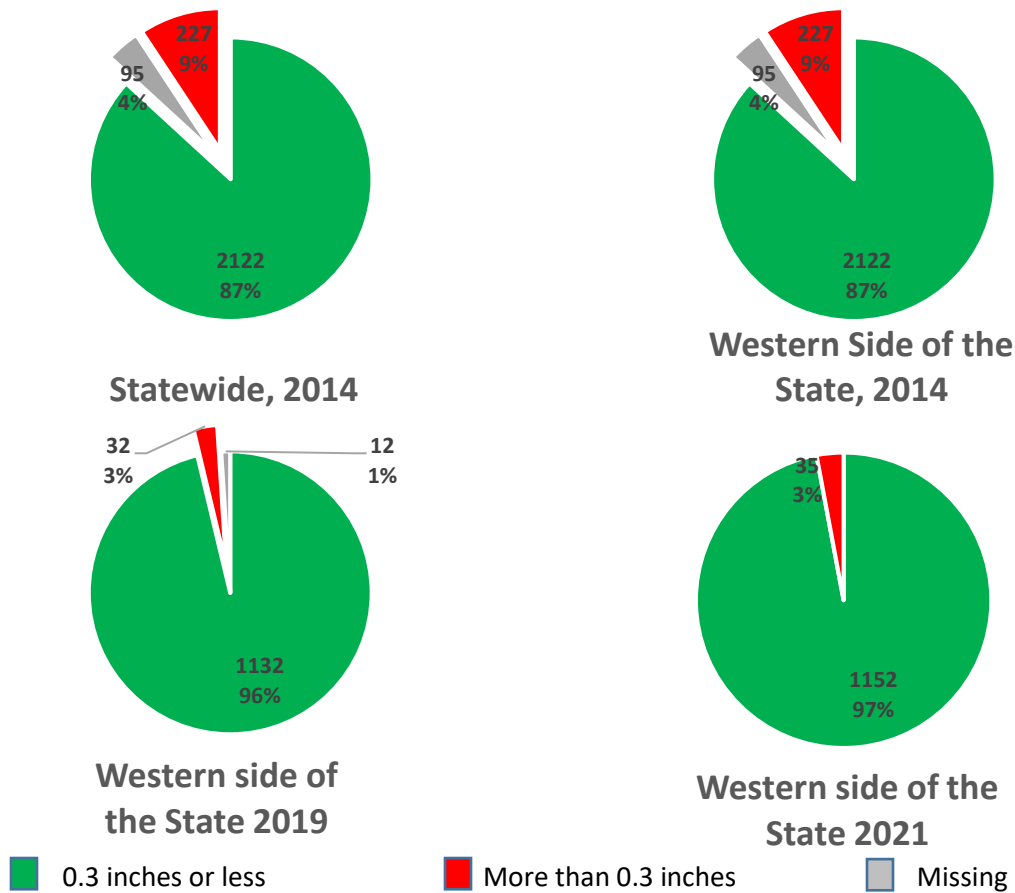 227
9%
95
4%
2122
87%
Statewide, 2014
227
9%
95
4%
2122
87%
Western Side of the
State, 2014
32
3%
12
1%
1132
96%
Western side of
the State 2019
35
3%
1152
97%
Western side of the
State 2021
0.3 inches or less
More than 0.3 inches
Missing